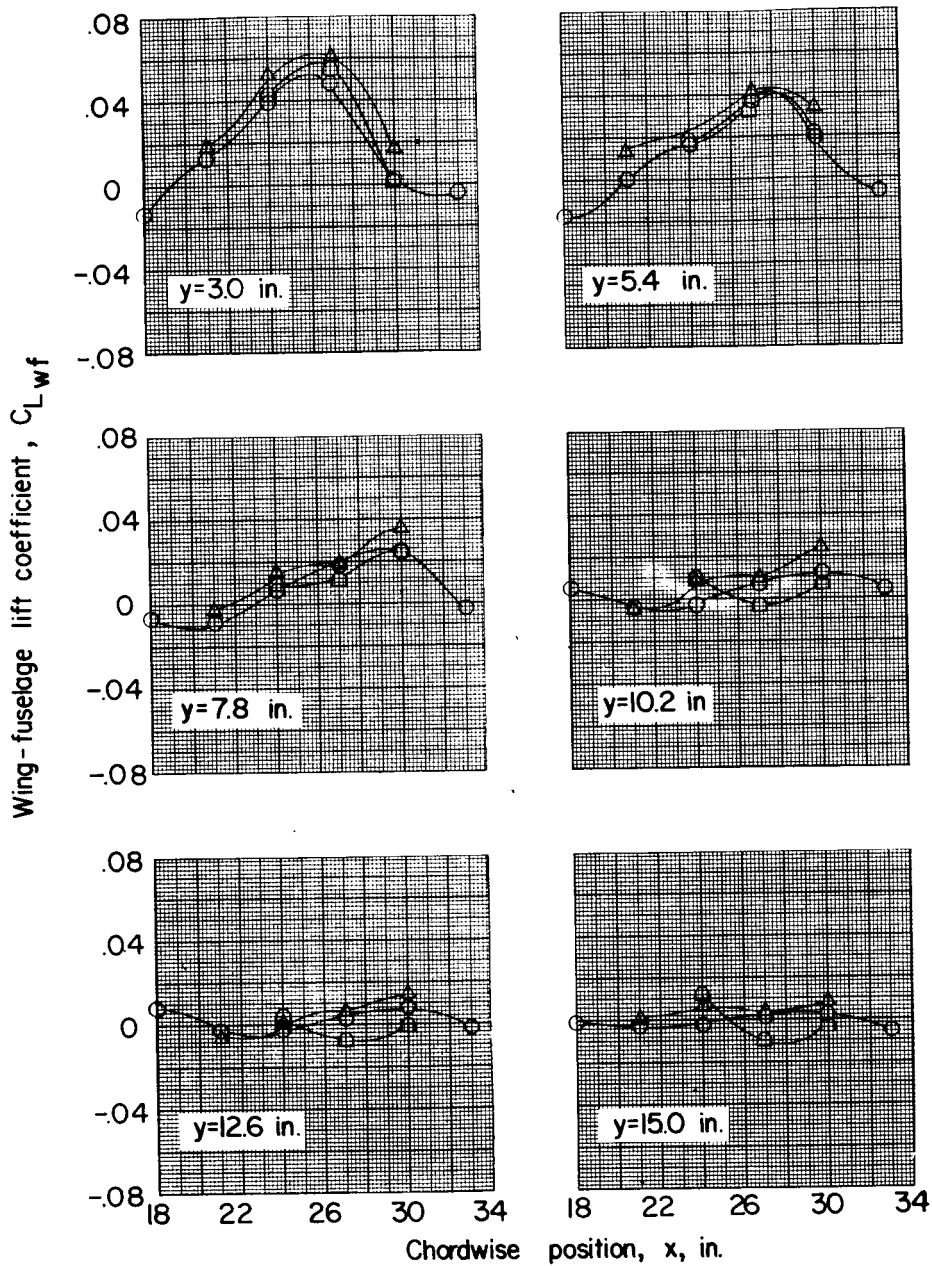 .08
.04
0
-.04
-.08
y=3.0 in.
y=5.4 in.
Wing-fuselage lift coefficient, CLwf
.08
.04
0
-.04
-.08
y=7.8 in.
y=10.2 in
.08
.04
0
-.04
-.08
y=12.6 in.
y=15.0 in.
18 22 26 30 34
18 22 26 30 34
Chordwise position, x, in.